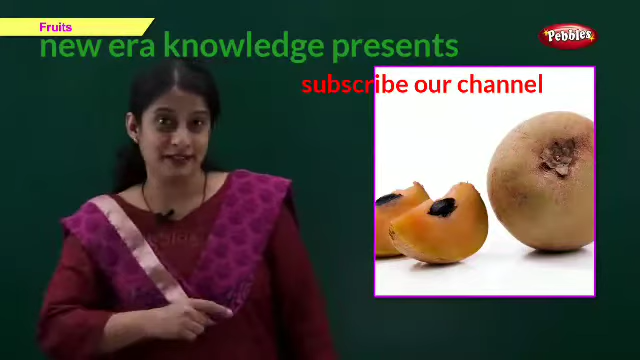 Fruits
new era knowledge presents
Pebbles
subscribe our channel